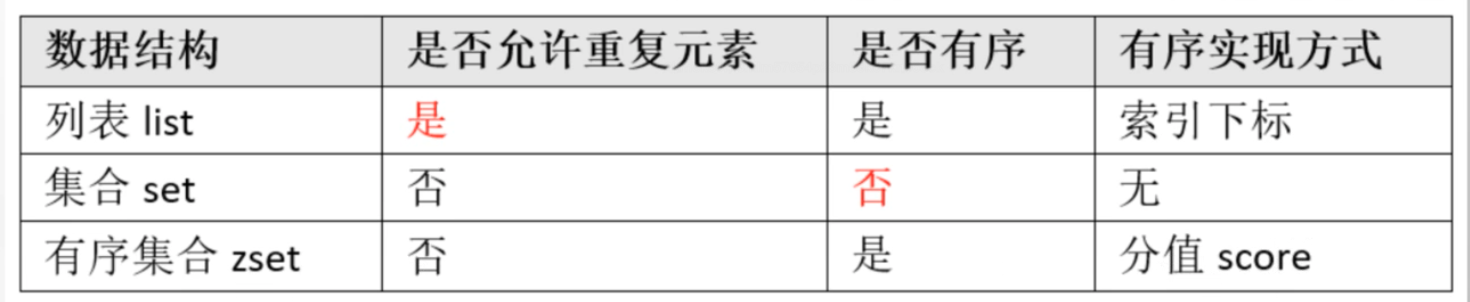 数据结构 是否允许重复元素 是否有序 有序实现方式
列表 list 是 是 索引下标
集合 set 否 否 无
有序集合 zset 否 是 分值 score